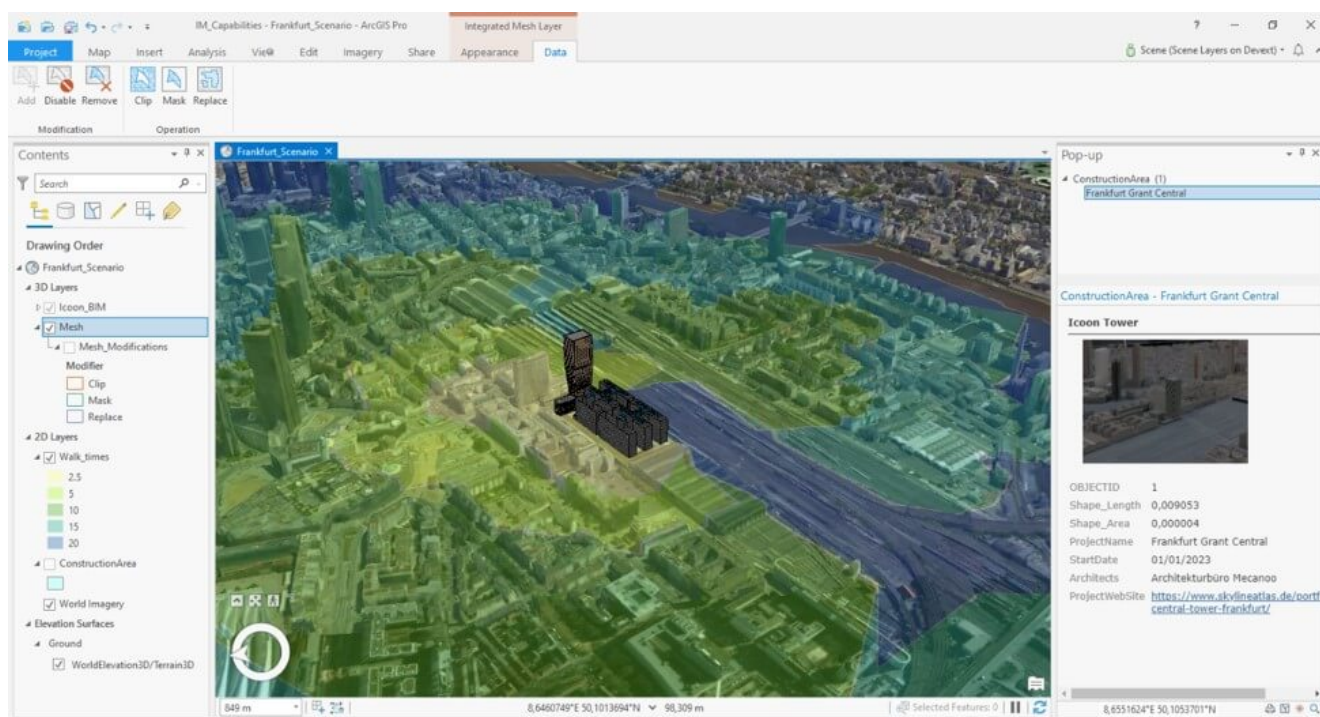 IM_Capabilities - Frankfurt_Scenario - ArcGIS Pro
Integrated Mesh Layer
?
Project Map Insert Analysis View Edit Imagery Share Appearance Data
Scene (Scene Layers on Devext)
Add Disable Remove Clip Mask Replace
Modification Operation
Contents
Search
Drawing Order
Frankfurt_Scenario
3D Layers
Icoon_BIM
Mesh
Mesh_Modifications
Modifier
Clip
Mask
Replace
2D Layers
Walk_times
2.5
5
10
15
20
ConstructionArea
World Imagery
Elevation Surfaces
Ground
WorldElevation3D/Terrain3D
Frankfurt_Scenario
849 m
8,6460749°E 50,1013694°N
98,309 m
Selected Features: 0
Pop-up
ConstructionArea (1)
Frankfurt Grant Central
ConstructionArea - Frankfurt Grant Central
Icoon Tower
OBJECTID 1
Shape_Length 0,009053
Shape_Area 0,000004
ProjectName Frankfurt Grant Central
StartDate 01/01/2023
Architects Architekturbüro Mecanoo
ProjectWebSite https://www.skylineatlas.de/portf
central-tower-frankfurt/
8,6551624°E 50,1053701°N